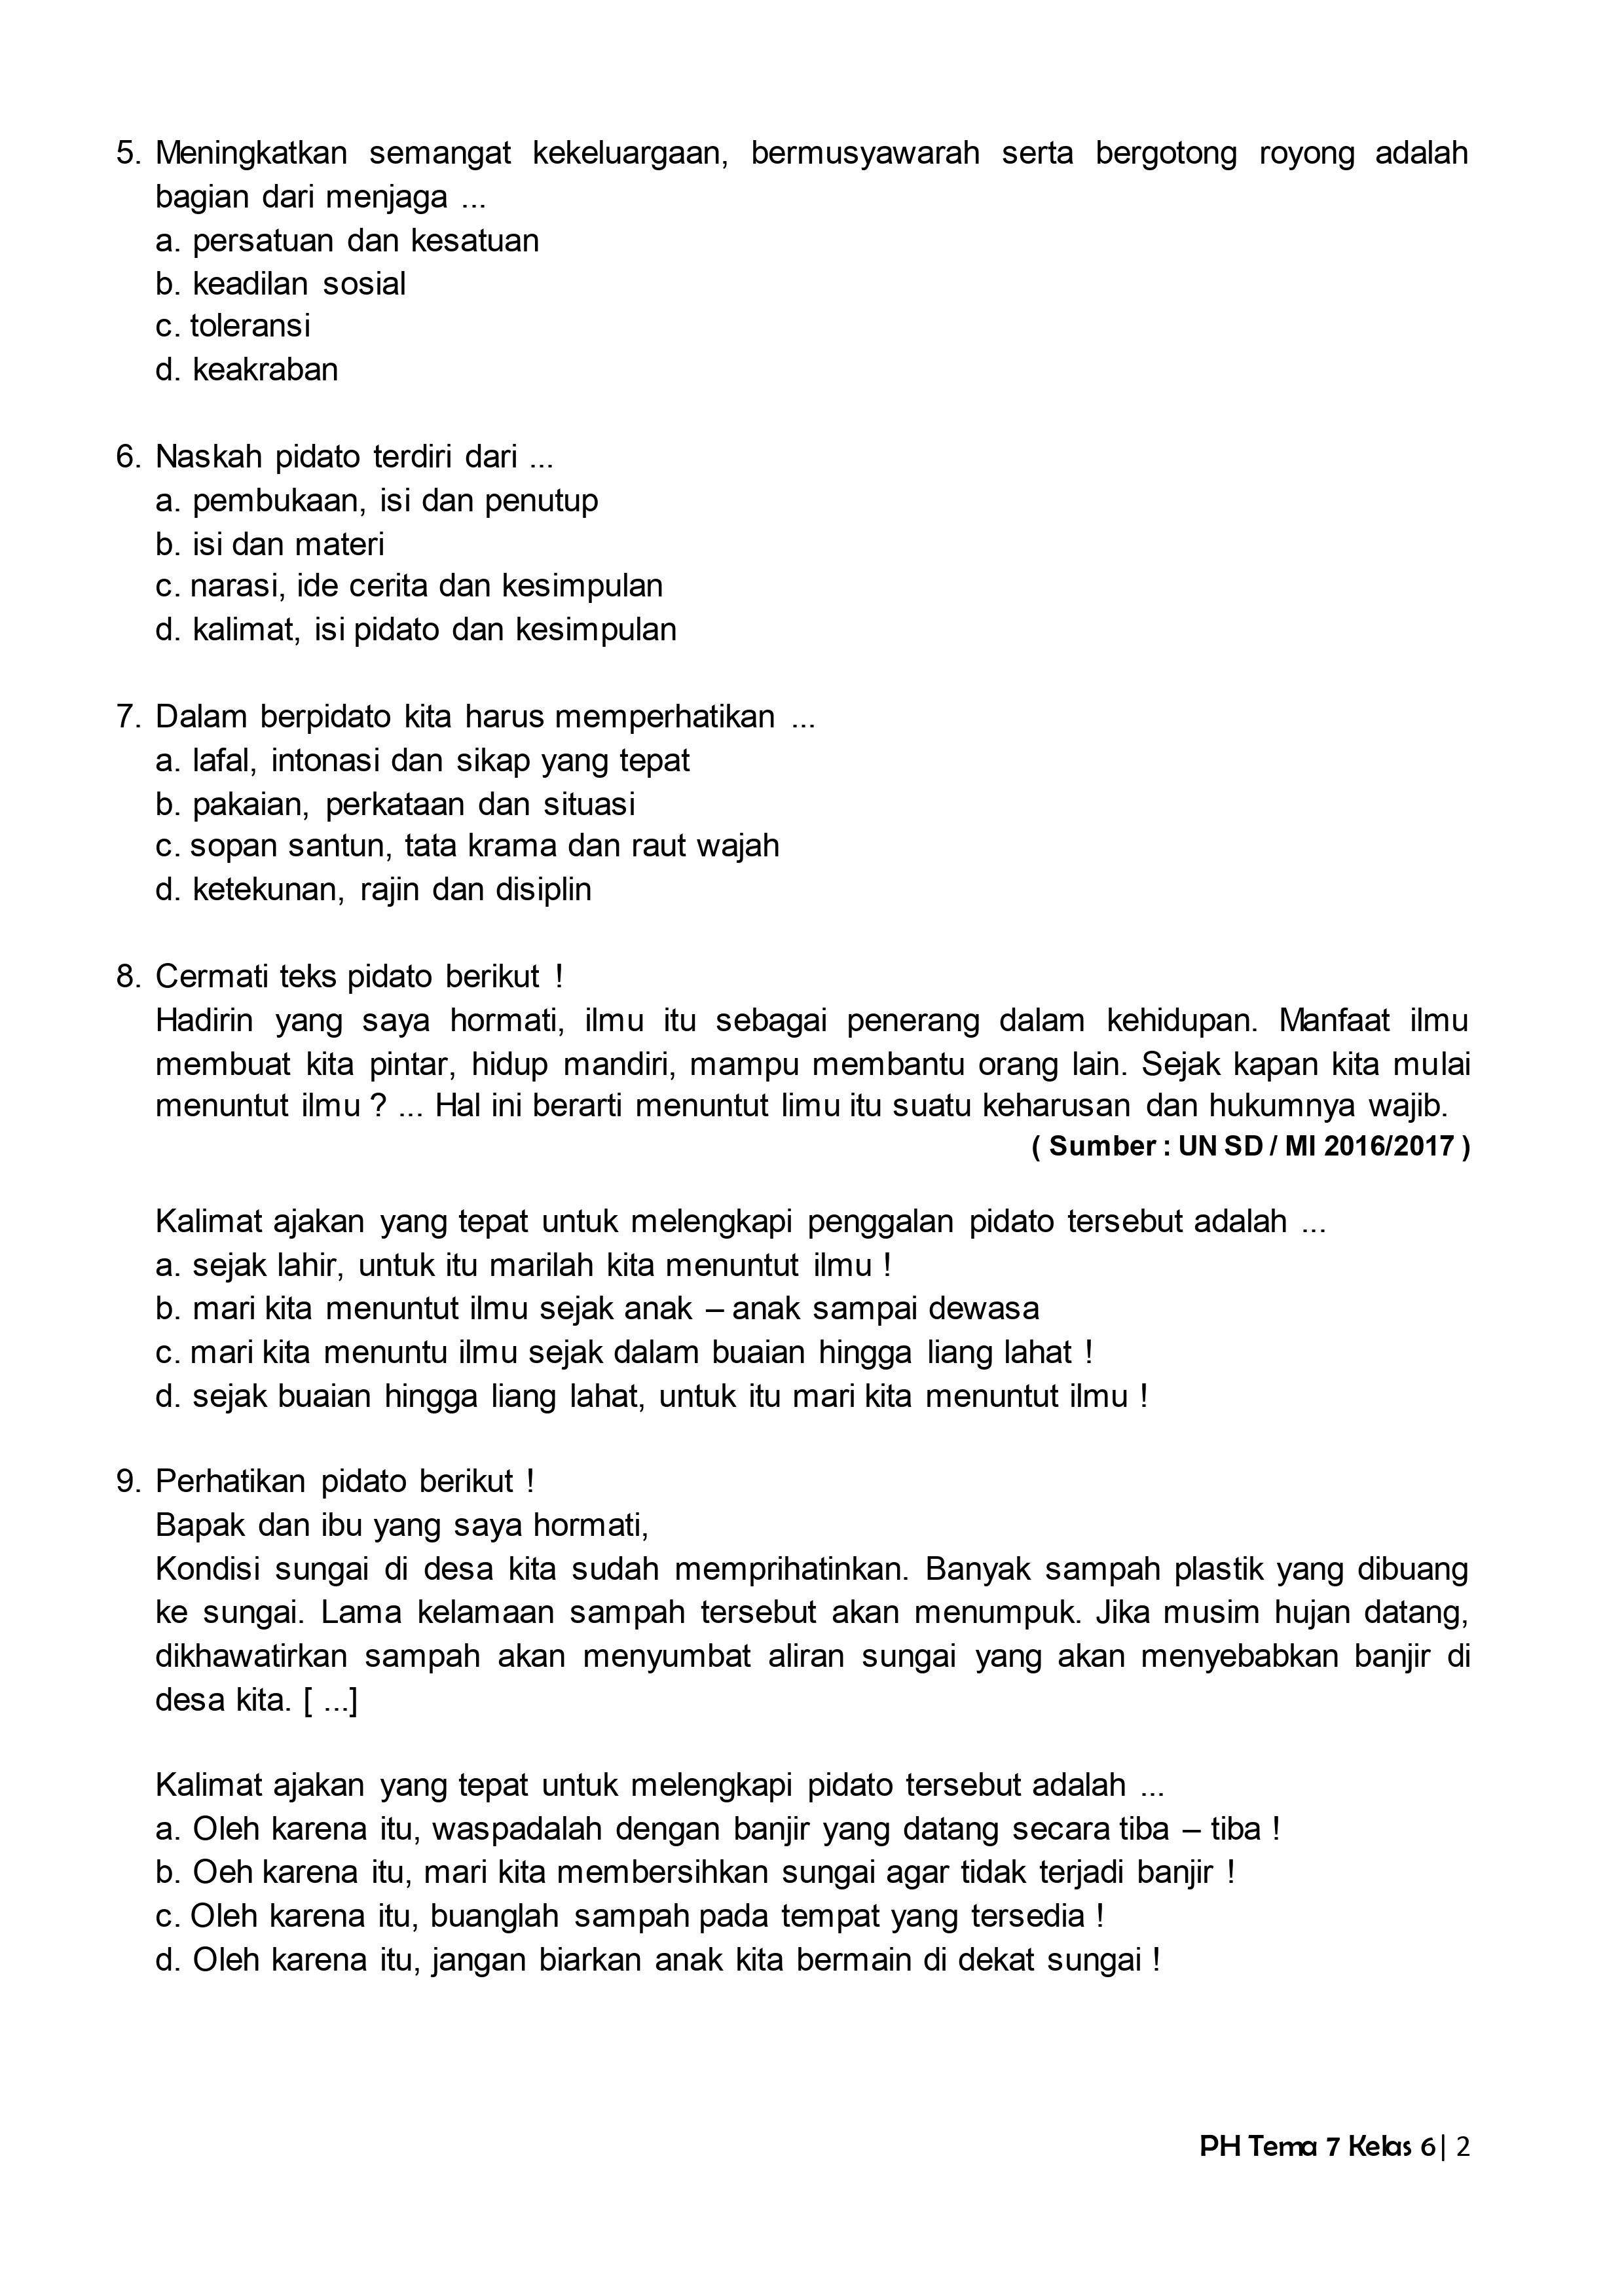 5. Meningkatkan semangat kekeluargaan, bermusyawarah serta bergotong royong adalah
bagian dari menjaga ...
a. persatuan dan kesatuan
b. keadilan sosial
c. toleransi
d. keakraban
6. Naskah pidato terdiri dari ...
a. pembukaan, isi dan penutup
b. isi dan materi
c. narasi, ide cerita dan kesimpulan
d. kalimat, isi pidato dan kesimpulan
7. Dalam berpidato kita harus memperhatikan ...
a. lafal, intonasi dan sikap yang tepat
b. pakaian, perkataan dan situasi
c. sopan santun, tata krama dan raut wajah
d. ketekunan, rajin dan disiplin
8. Cermati teks pidato berikut !
Hadirin yang saya hormati, ilmu itu sebagai penerang dalam kehidupan. Manfaat ilmu
membuat kita pintar, hidup mandiri, mampu membantu orang lain. Sejak kapan kita mulai
menuntut ilmu ? ... Hal ini berarti menuntut limu itu suatu keharusan dan hukumnya wajib.
( Sumber : UN SD / MI 2016/2017 )
Kalimat ajakan yang tepat untuk melengkapi penggalan pidato tersebut adalah ...
a. sejak lahir, untuk itu marilah kita menuntut ilmu !
b. mari kita menuntut ilmu sejak anak – anak sampai dewasa
c. mari kita menuntu ilmu sejak dalam buaian hingga liang lahat !
d. sejak buaian hingga liang lahat, untuk itu mari kita menuntut ilmu !
9. Perhatikan pidato berikut !
Bapak dan ibu yang saya hormati,
Kondisi sungai di desa kita sudah memprihatinkan. Banyak sampah plastik yang dibuang
ke sungai. Lama kelamaan sampah tersebut akan menumpuk. Jika musim hujan datang,
dikhawatirkan sampah akan menyumbat aliran sungai yang akan menyebabkan banjir di
desa kita. [ ...]
Kalimat ajakan yang tepat untuk melengkapi pidato tersebut adalah ...
a. Oleh karena itu, waspadalah dengan banjir yang datang secara tiba – tiba !
b. Oeh karena itu, mari kita membersihkan sungai agar tidak terjadi banjir !
c. Oleh karena itu, buanglah sampah pada tempat yang tersedia !
d. Oleh karena itu, jangan biarkan anak kita bermain di dekat sungai !
PH Tema 7 Kelas 6| 2